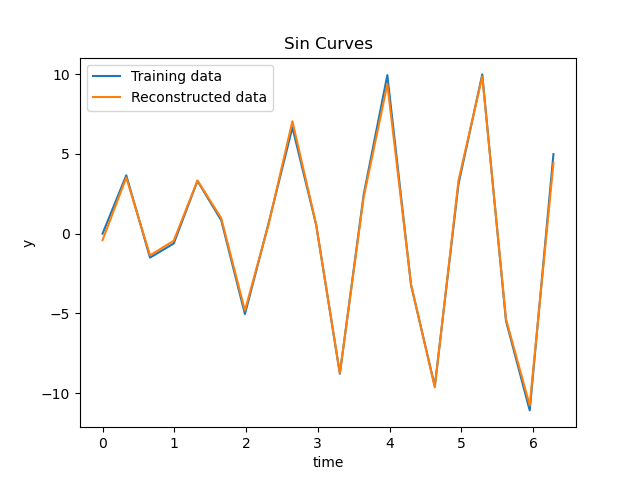 Sin Curves
Training data
Reconstructed data
10
5
0
−5
−10
y
0 1 2 3 4 5 6
time